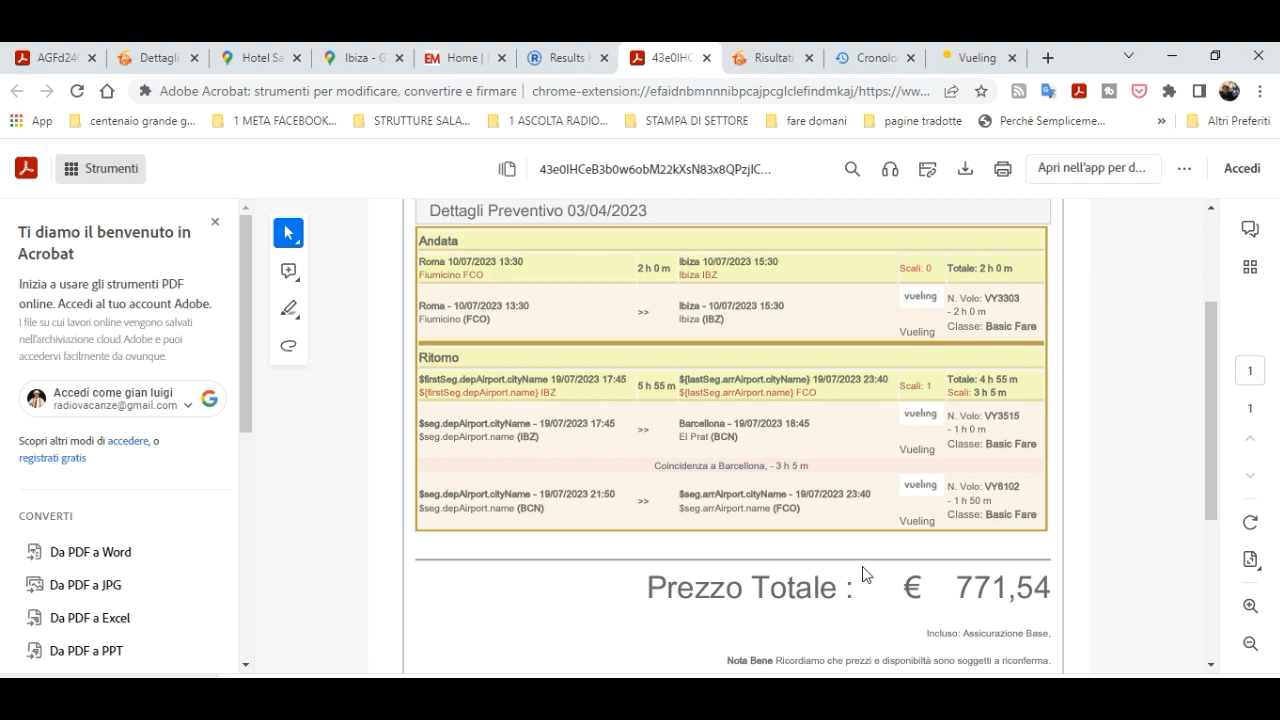 AGFd24(
Dettagli
Hotel Sa
Ibiza - G
EM Home |
Results
43e0IHC
Risultati
Cronolo
Vueling
Adobe Acrobat: strumenti per modificare, convertire e firmare | chrome-extension://efaidnbmnnnibpcajpcglclefindmkaj/https://ww...
App
centenaio grande g...
1 META FACEBOOK...
STRUTTURE SALA...
1 ASCOLTA RADIO...
STAMPA DI SETTORE
fare domani
pagine tradotte
Perchè Sempliceme...
»
Altri Preferiti
Strumenti
43e0IHCeB3b0w6obM22kXsN83x8QPzjIC...
Apri nell'app per d...
Accedi
Ti diamo il benvenuto in
Acrobat
Inizia a usare gli strumenti PDF
online. Accedi al tuo account Adobe.
I file su cui lavori online vengono salvati
nell'archiviazione cloud Adobe e puoi
accedervi facilmente da ovunque.
Accedi come gian luigi
radiovacanze@gmail.com
Scopri altri modi di accedere, o
registrati gratis
CONVERTI
Da PDF a Word
Da PDF a JPG
Da PDF a Excel
Da PDF a PPT
Dettagli Preventivo 03/04/2023
Andata
Roma 10/07/2023 13:30 2 h 0 m Ibiza 10/07/2023 15:30 Scali: 0 Totale: 2 h 0 m
Fiumicino FCO Ibiza IBZ
vueling N. Volo: VY3303
Roma - 10/07/2023 13:30 >> Ibiza - 10/07/2023 15:30 - 2 h 0 m
Fiumicino (FCO) Ibiza (IBZ) Vueling Classe: Basic Fare
Ritorno
$firstSeg.depAirport.cityName 19/07/2023 17:45 5 h 55 m ${lastSeg.arrAirport.cityName} 19/07/2023 23:40 Scali: 1 Totale: 4 h 55 m
${firstSeg.depAirport.name} IBZ ${lastSeg.arrAirport.name} FCO Scali: 3 h 5 m
vueling N. Volo: VY3515
$seg.depAirport.cityName - 19/07/2023 17:45 >> Barcellona - 19/07/2023 18:45 - 1 h 0 m
$seg.depAirport.name (IBZ) El Prat (BCN) Vueling Classe: Basic Fare
Coincidenza a Barcellona, - 3 h 5 m
vueling N. Volo: VY6102
$seg.depAirport.cityName - 19/07/2023 21:50 >> $seg.arrAirport.cityName - 19/07/2023 23:40 - 1 h 50 m
$seg.depAirport.name (BCN) $seg.arrAirport.name (FCO) Vueling Classe: Basic Fare
Prezzo Totale : € 771,54
Incluso: Assicurazione Base,
Nota Bene Ricordiamo che prezzi e disponibiltà sono soggetti a riconferma.
1
1